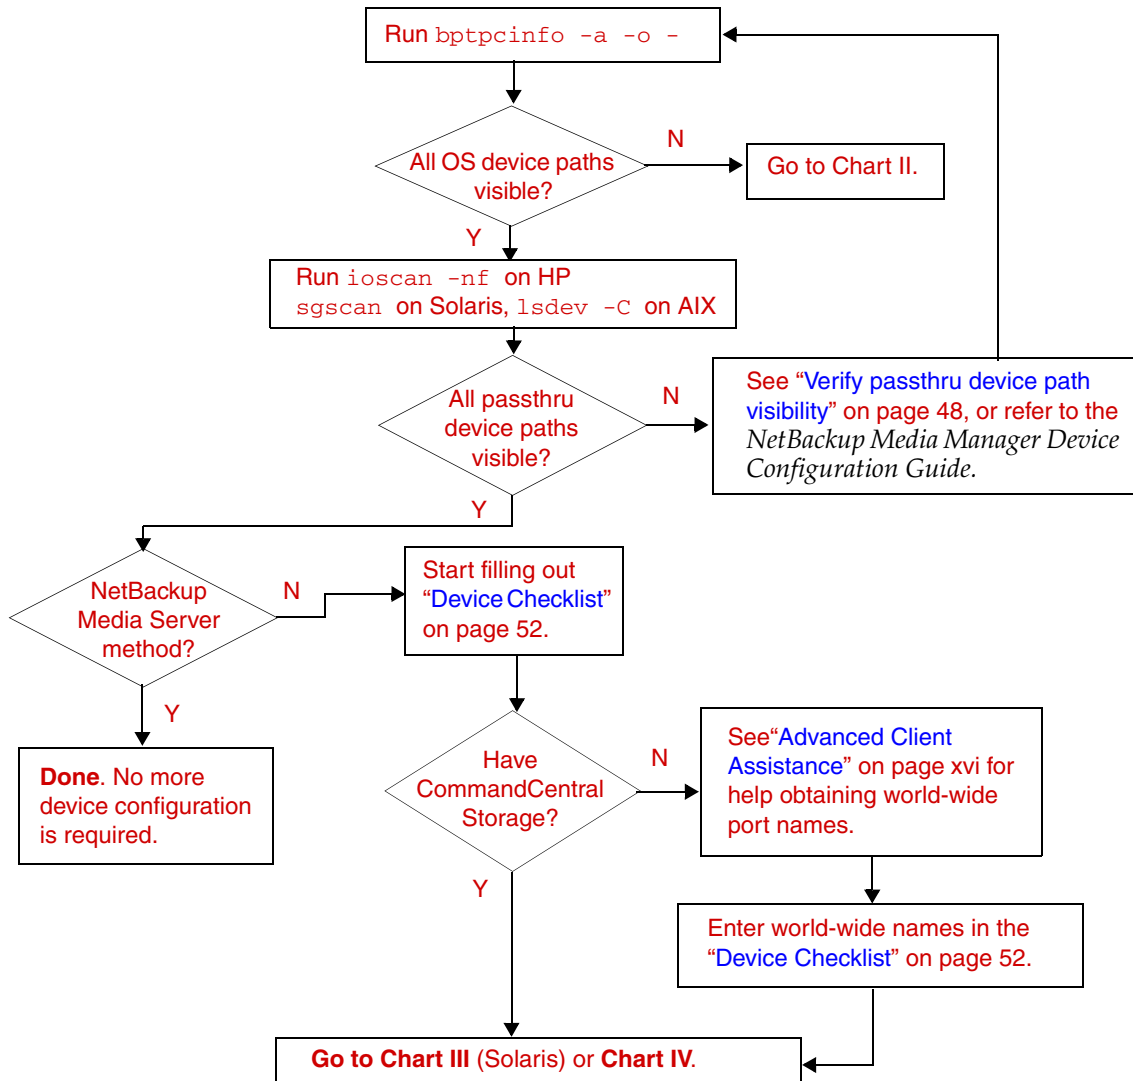 Run bptpcinfo -a -o -
All OS device paths
visible?
N
Go to Chart II.
Y
Run ioscan -nf on HP
sgscan on Solaris, lsdev -C on AIX
All passthru
device paths
visible?
N
See “Verify passthru device path
visibility” on page 48, or refer to the
NetBackup Media Manager Device
Configuration Guide.
Y
NetBackup
Media Server
method?
N
Start filling out
“Device Checklist”
on page 52.
Y
Done. No more
device configuration
is required.
Have
CommandCentral
Storage?
N
See“Advanced Client
Assistance” on page xvi for
help obtaining world-wide
port names.
Y
Enter world-wide names in the
“Device Checklist” on page 52.
Go to Chart III (Solaris) or Chart IV.